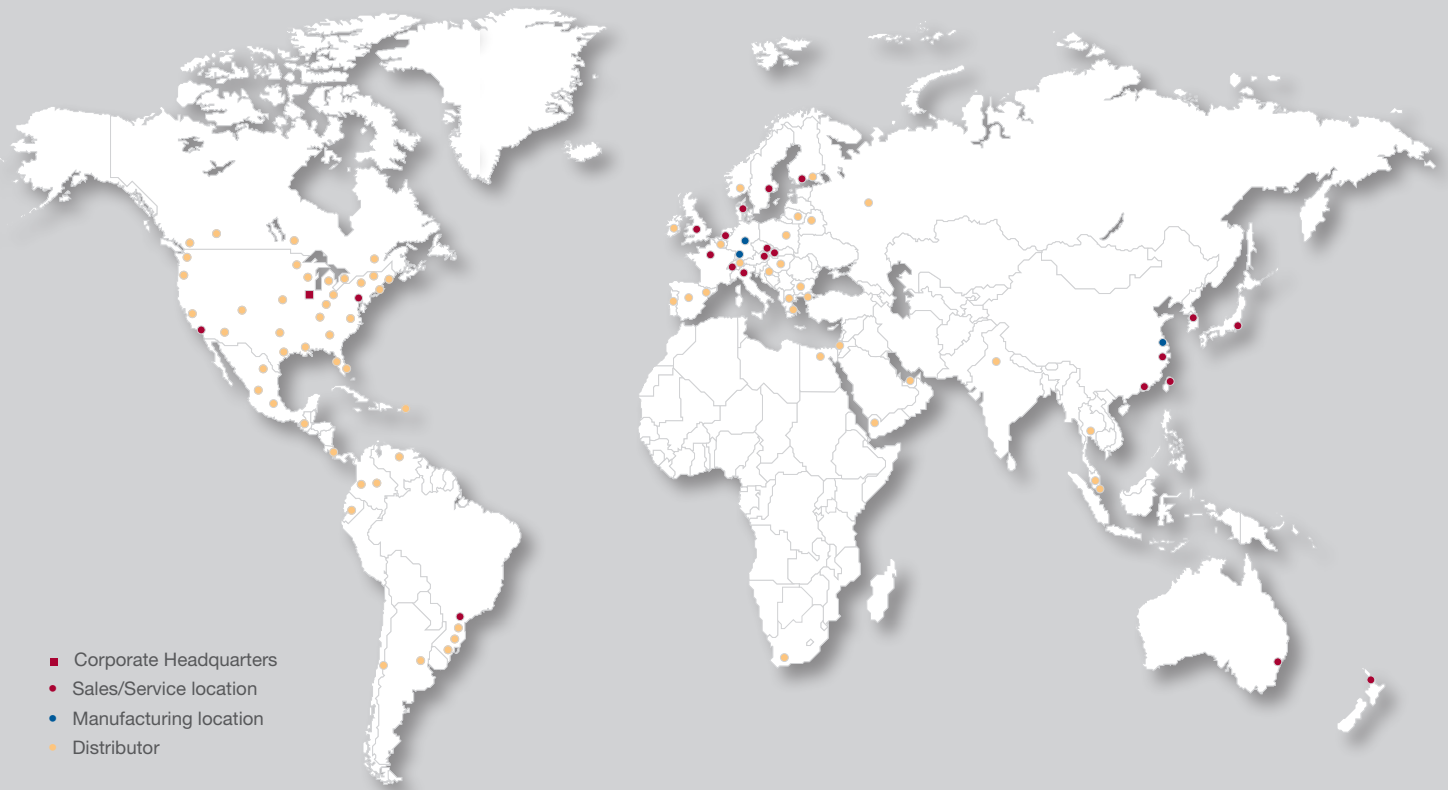 Corporate Headquarters
Sales/Service location
Manufacturing location
Distributor